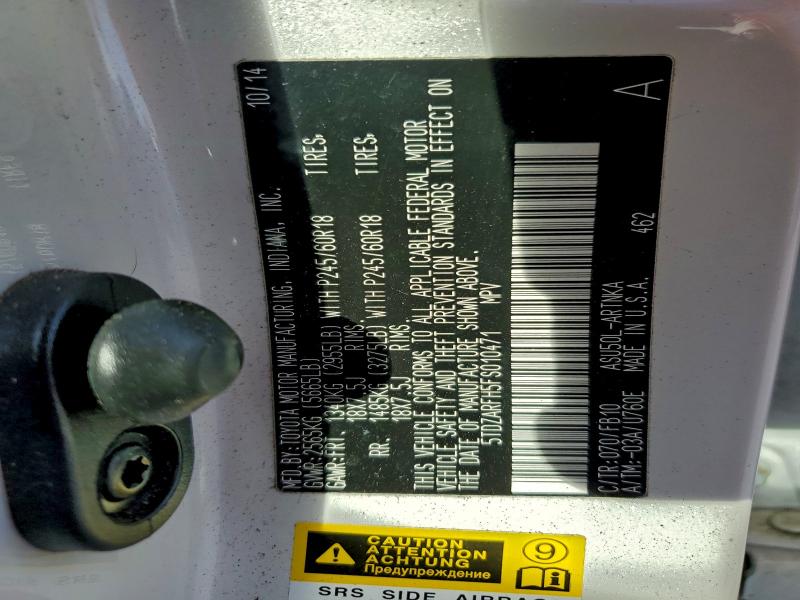 MFD.BY:TOYOTA MOTOR MANUFACTURING, INDIANA, INC. 10/14
GVWR:2565KG (5665LB)
GAWR:FRT. 1340KG (2955LB) WITH P245/60R18 TIRES,
18X7.5J RIMS,
RR. 1485KG (3275LB) WITH P245/60R18 TIRES,
18X7.5J RIMS
THIS VEHICLE CONFORMS TO ALL APPLICABLE FEDERAL MOTOR
VEHICLE SAFETY AND THEFT PREVENTION STANDARDS IN EFFECT ON
THE DATE OF MANUFACTURE SHOWN ABOVE.
5TDZARFH5FS010471 MPV
C/TR:070/FB10 ASU50L-ARTNKA 462 A
A/TM:-03A/U760E MADE IN U.S.A.
CAUTION
ATTENTION
ACHTUNG
Предупреждение
9
SRS SIDE AIRBAG